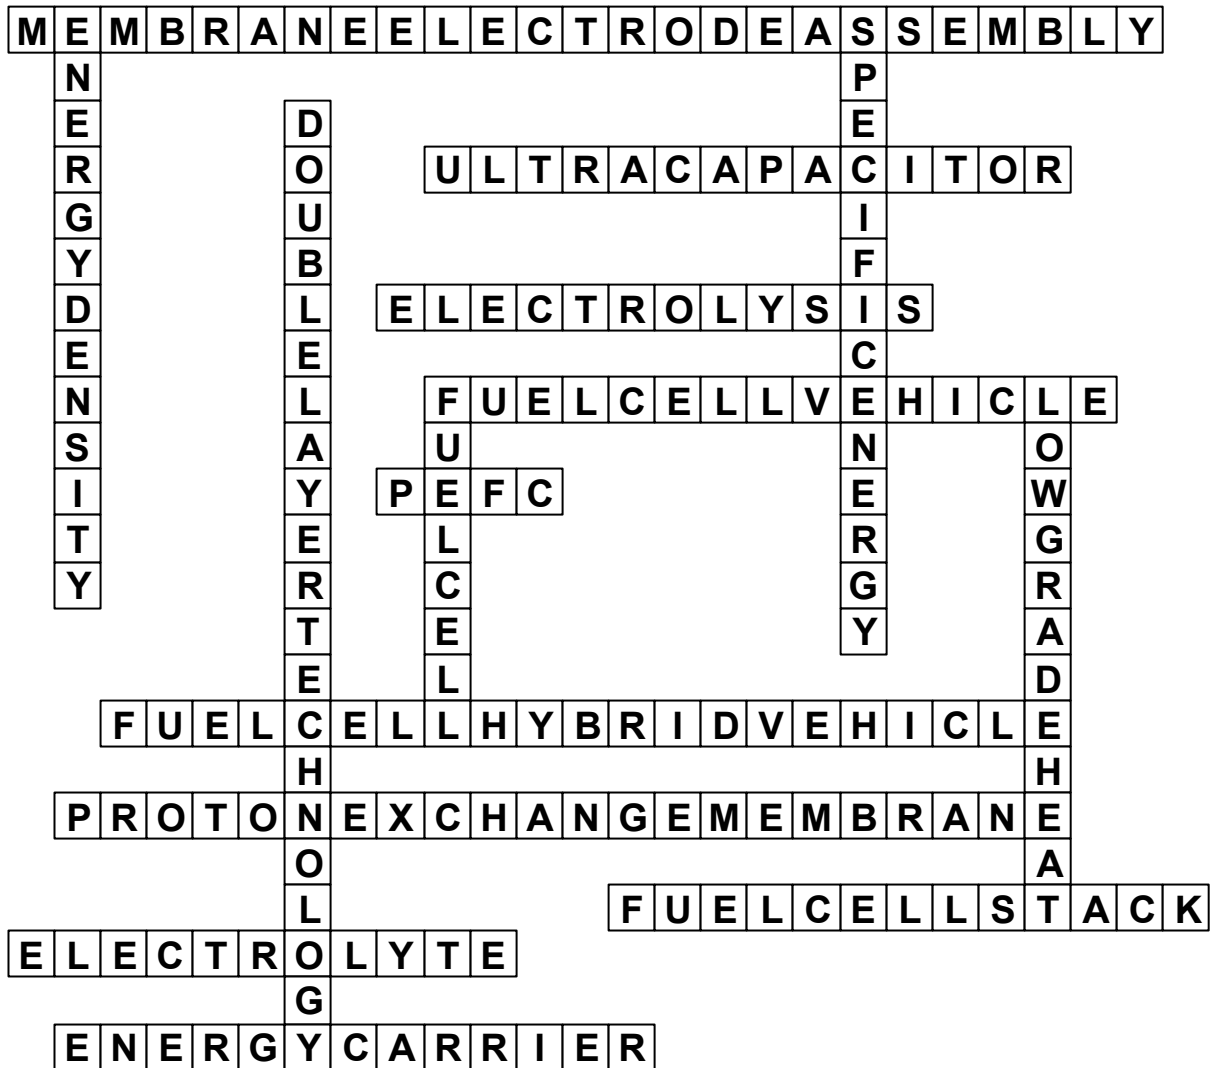 MEMBRANEELECTRODEASSEMBLY
ENERGYDENSITY
SPECIFICENERGY
DOUBLELAYERTECHNOLOGY
ULTRACAPACITOR
ELECTROLYSIS
FUELCELLVEHICLE
FUELCELL
LOWGRADEHEAT
PEFC
FUELCELLHYBRIDVEHICLE
PROTONEXCHANGEMEMBRANE
FUELCELLSTACK
ELECTROLYTE
ENERGYCARRIER